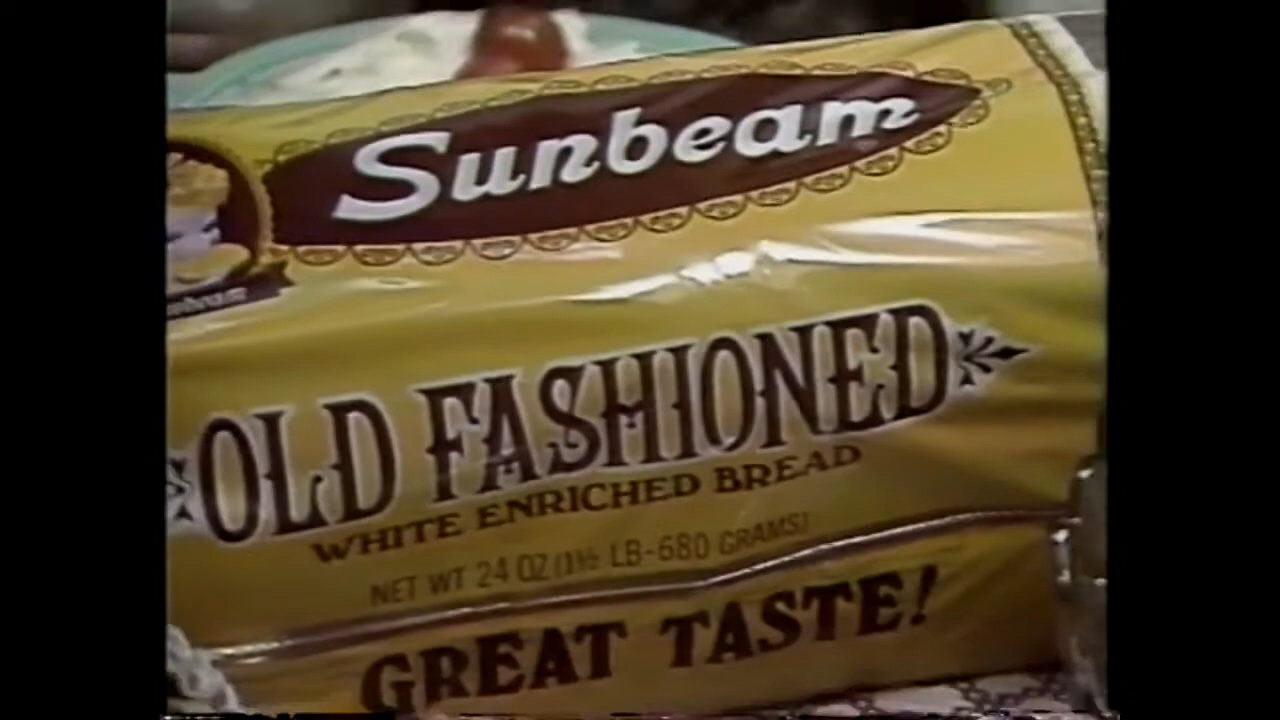 Sunbeam
OLD FASHIONED
WHITE ENRICHED BREAD
NET WT 24 OZ (1½ LB-680 GRAMS)
GREAT TASTE!